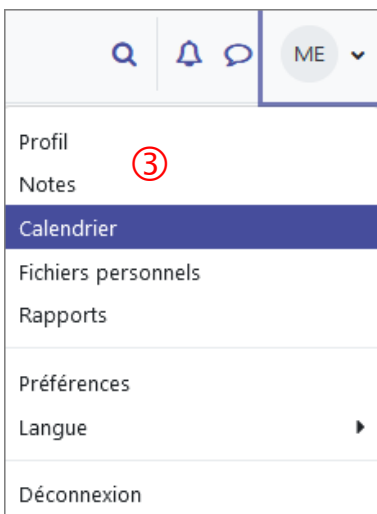 ME
Profil
③
Notes
Calendrier
Fichiers personnels
Rapports
Préférences
Langue
Déconnexion